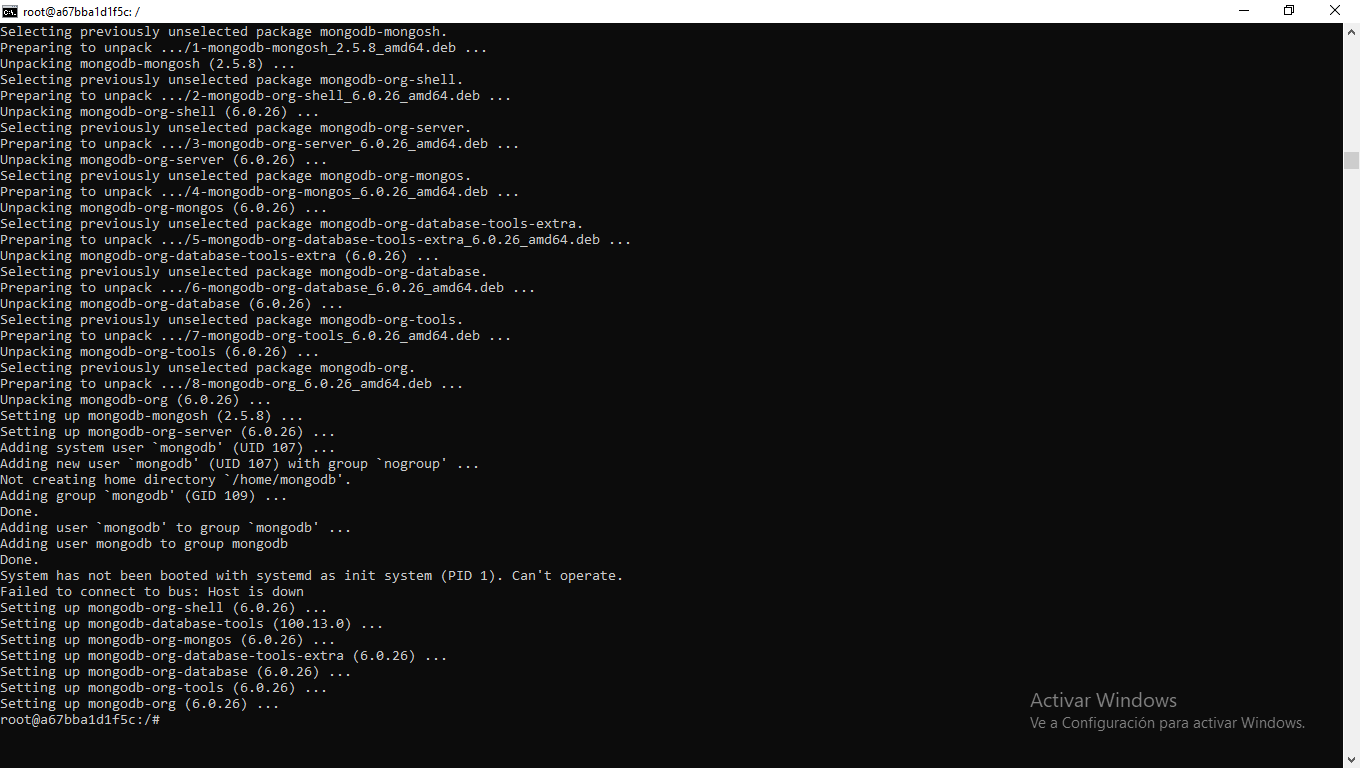 root@a67bba1d1f5c: /
Selecting previously unselected package mongodb-mongosh.
Preparing to unpack .../1-mongodb-mongosh_2.5.8_amd64.deb ...
Unpacking mongodb-mongosh (2.5.8) ...
Selecting previously unselected package mongodb-org-shell.
Preparing to unpack .../2-mongodb-org-shell_6.0.26_amd64.deb ...
Unpacking mongodb-org-shell (6.0.26) ...
Selecting previously unselected package mongodb-org-server.
Preparing to unpack .../3-mongodb-org-server_6.0.26_amd64.deb ...
Unpacking mongodb-org-server (6.0.26) ...
Selecting previously unselected package mongodb-org-mongos.
Preparing to unpack .../4-mongodb-org-mongos_6.0.26_amd64.deb ...
Unpacking mongodb-org-mongos (6.0.26) ...
Selecting previously unselected package mongodb-org-database-tools-extra.
Preparing to unpack .../5-mongodb-org-database-tools-extra_6.0.26_amd64.deb ...
Unpacking mongodb-org-database-tools-extra (6.0.26) ...
Selecting previously unselected package mongodb-org-database.
Preparing to unpack .../6-mongodb-org-database_6.0.26_amd64.deb ...
Unpacking mongodb-org-database (6.0.26) ...
Selecting previously unselected package mongodb-org-tools.
Preparing to unpack .../7-mongodb-org-tools_6.0.26_amd64.deb ...
Unpacking mongodb-org-tools (6.0.26) ...
Selecting previously unselected package mongodb-org.
Preparing to unpack .../8-mongodb-org_6.0.26_amd64.deb ...
Unpacking mongodb-org (6.0.26) ...
Setting up mongodb-mongosh (2.5.8) ...
Setting up mongodb-org-server (6.0.26) ...
Adding system user `mongodb' (UID 107) ...
Adding new user `mongodb' (UID 107) with group `nogroup' ...
Not creating home directory `/home/mongodb'.
Adding group `mongodb' (GID 109) ...
Done.
Adding user `mongodb' to group `mongodb' ...
Adding user mongodb to group mongodb
Done.
System has not been booted with systemd as init system (PID 1). Can't operate.
Failed to connect to bus: Host is down
Setting up mongodb-org-shell (6.0.26) ...
Setting up mongodb-database-tools (100.13.0) ...
Setting up mongodb-org-mongos (6.0.26) ...
Setting up mongodb-org-database-tools-extra (6.0.26) ...
Setting up mongodb-org-database (6.0.26) ...
Setting up mongodb-org-tools (6.0.26) ...
Setting up mongodb-org (6.0.26) ...
root@a67bba1d1f5c:/#
Activar Windows
Ve a Configuración para activar Windows.